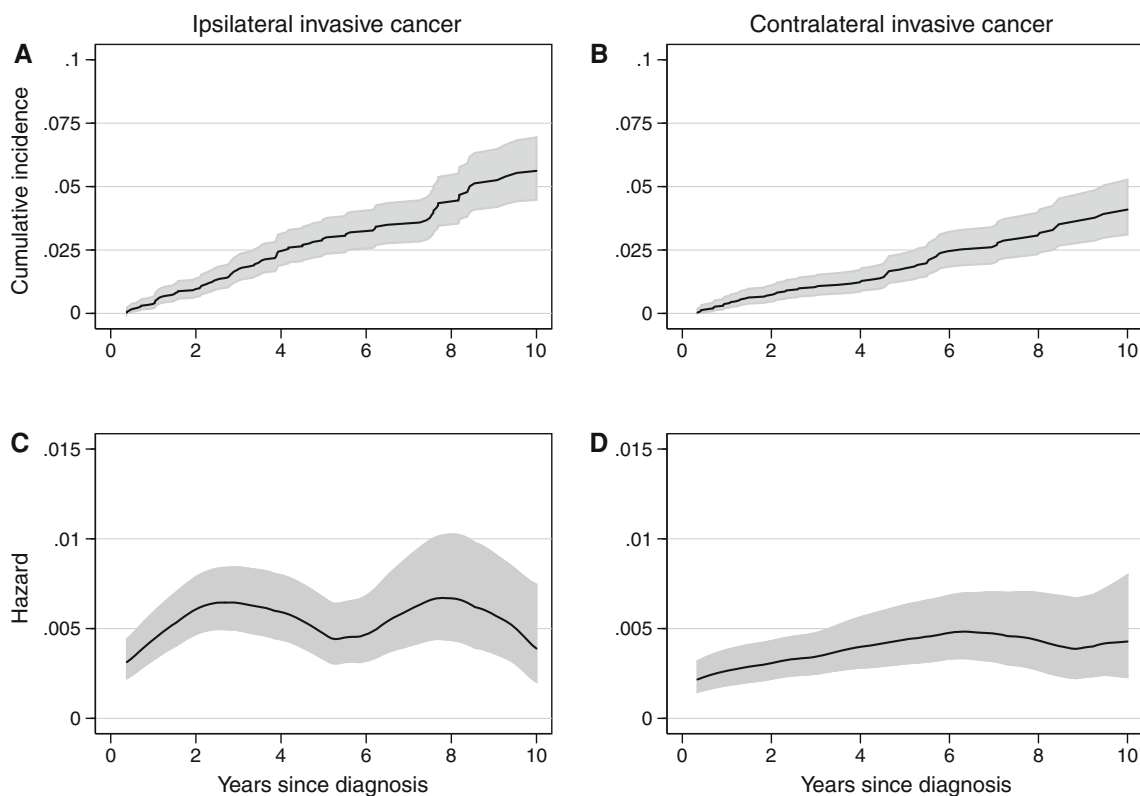 Ipsilateral invasive cancer
Contralateral invasive cancer
A
B
Cumulative incidence
.1
.075
.05
.025
0
0 2 4 6 8 10
.1
.075
.05
.025
0
0 2 4 6 8 10
C
D
Hazard
.015
.01
.005
0
0 2 4 6 8 10
Years since diagnosis
.015
.01
.005
0
0 2 4 6 8 10
Years since diagnosis